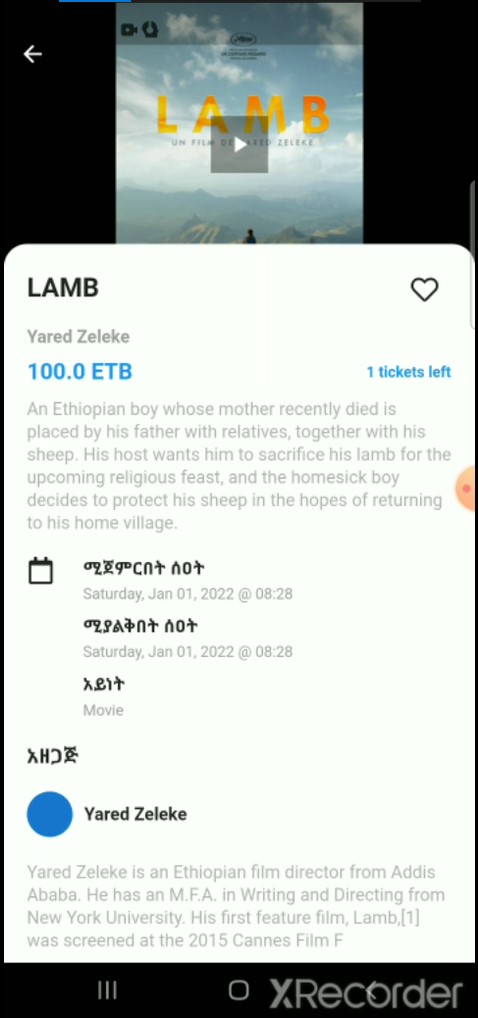 LAMB
UN FILM DE YARED ZELEKE
LAMB
Yared Zeleke
100.0 ETB
1 tickets left
An Ethiopian boy whose mother recently died is
placed by his father with relatives, together with his
sheep. His host wants him to sacrifice his lamb for the
upcoming religious feast, and the homesick boy
decides to protect his sheep in the hopes of returning
to his home village.
ሚጀምርበት ሰዐት
Saturday, Jan 01, 2022 @ 08:28
ሚያልቅበት ሰዐት
Saturday, Jan 01, 2022 @ 08:28
አይነት
Movie
አዘጋጅ
Yared Zeleke
Yared Zeleke is an Ethiopian film director from Addis
Ababa. He has an M.F.A. in Writing and Directing from
New York University. His first feature film, Lamb,[1]
was screened at the 2015 Cannes Film F
XRecorder